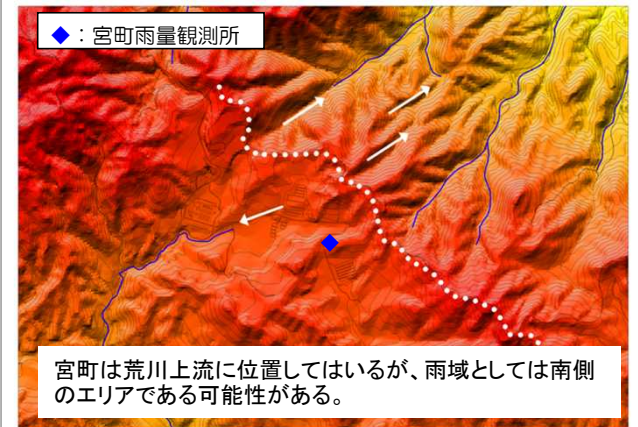 ◆：宮町雨量観測所
宮町は荒川上流に位置してはいるが、雨域としては南側
のエリアである可能性がある。